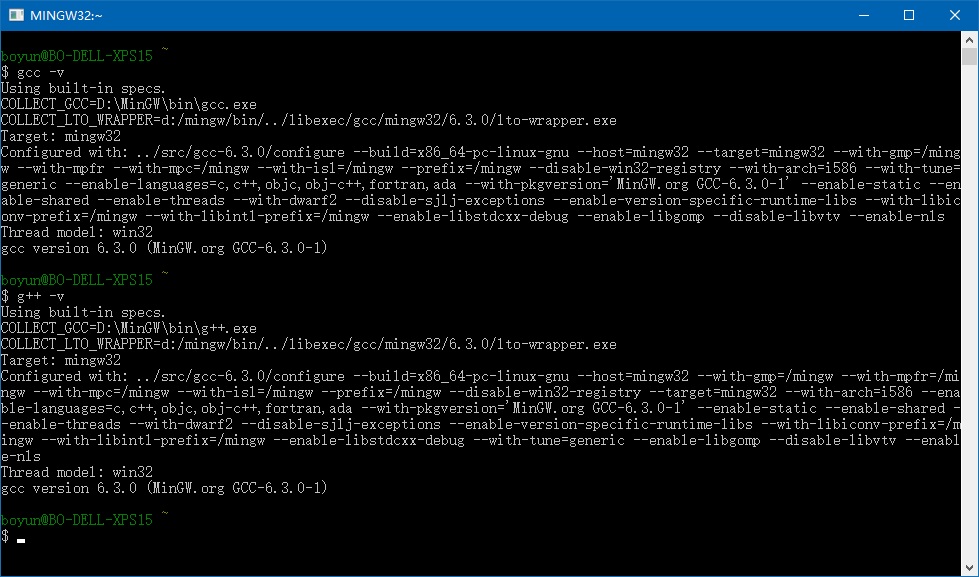 MINGW32:~
boyun@BO-DELL-XPS15 ~
$ gcc -v
Using built-in specs.
COLLECT_GCC=D:\MinGW\bin\gcc.exe
COLLECT_LTO_WRAPPER=d:/mingw/bin/../libexec/gcc/mingw32/6.3.0/lto-wrapper.exe
Target: mingw32
Configured with: ../src/gcc-6.3.0/configure --build=x86_64-pc-linux-gnu --host=mingw32 --target=mingw32 --with-gmp=/ming
w --with-mpfr --with-mpc=/mingw --with-isl=/mingw --prefix=/mingw --disable-win32-registry --with-arch=i586 --with-tune=
generic --enable-languages=c,c++,objc,obj-c++,fortran,ada --with-pkgversion='MinGW.org GCC-6.3.0-1' --enable-static --en
able-shared --enable-threads --with-dwarf2 --disable-sjlj-exceptions --enable-version-specific-runtime-libs --with-libic
onv-prefix=/mingw --with-libintl-prefix=/mingw --enable-libstdcxx-debug --enable-libgomp --disable-libvtv --enable-nls
Thread model: win32
gcc version 6.3.0 (MinGW.org GCC-6.3.0-1)
boyun@BO-DELL-XPS15 ~
$ g++ -v
Using built-in specs.
COLLECT_GCC=D:\MinGW\bin\g++.exe
COLLECT_LTO_WRAPPER=d:/mingw/bin/../libexec/gcc/mingw32/6.3.0/lto-wrapper.exe
Target: mingw32
Configured with: ../src/gcc-6.3.0/configure --build=x86_64-pc-linux-gnu --host=mingw32 --with-gmp=/mingw --with-mpfr=/mi
ngw --with-mpc=/mingw --with-isl=/mingw --prefix=/mingw --disable-win32-registry --target=mingw32 --with-arch=i586 --ena
ble-languages=c,c++,objc,obj-c++,fortran,ada --with-pkgversion='MinGW.org GCC-6.3.0-1' --enable-static --enable-shared -
-enable-threads --with-dwarf2 --disable-sjlj-exceptions --enable-version-specific-runtime-libs --with-libiconv-prefix=/m
ingw --with-libintl-prefix=/mingw --enable-libstdcxx-debug --with-tune=generic --enable-libgomp --disable-libvtv --enabl
e-nls
Thread model: win32
gcc version 6.3.0 (MinGW.org GCC-6.3.0-1)
boyun@BO-DELL-XPS15 ~
$